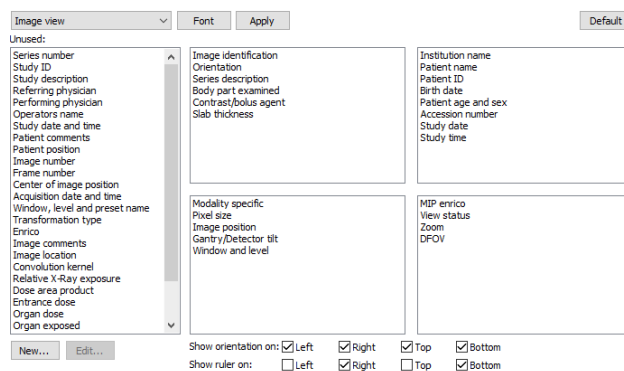 Image view
Font
Apply
Default
Unused:
Series number
Study ID
Study description
Referring physician
Performing physician
Operators name
Study date and time
Patient comments
Patient position
Image number
Frame number
Center of image position
Acquisition date and time
Window, level and preset name
Transformation type
Enrico
Image comments
Image location
Convolution kernel
Relative X-Ray exposure
Dose area product
Entrance dose
Organ dose
Organ exposed
Image identification
Orientation
Series description
Body part examined
Contrast/bolus agent
Slab thickness
Institution name
Patient name
Patient ID
Birth date
Patient age and sex
Accession number
Study date
Study time
Modality specific
Pixel size
Image position
Gantry/Detector tilt
Window and level
MIP enrico
View status
Zoom
DFOV
New...
Edit...
Show orientation on: Left Right Top Bottom
Show ruler on: Left Right Top Bottom